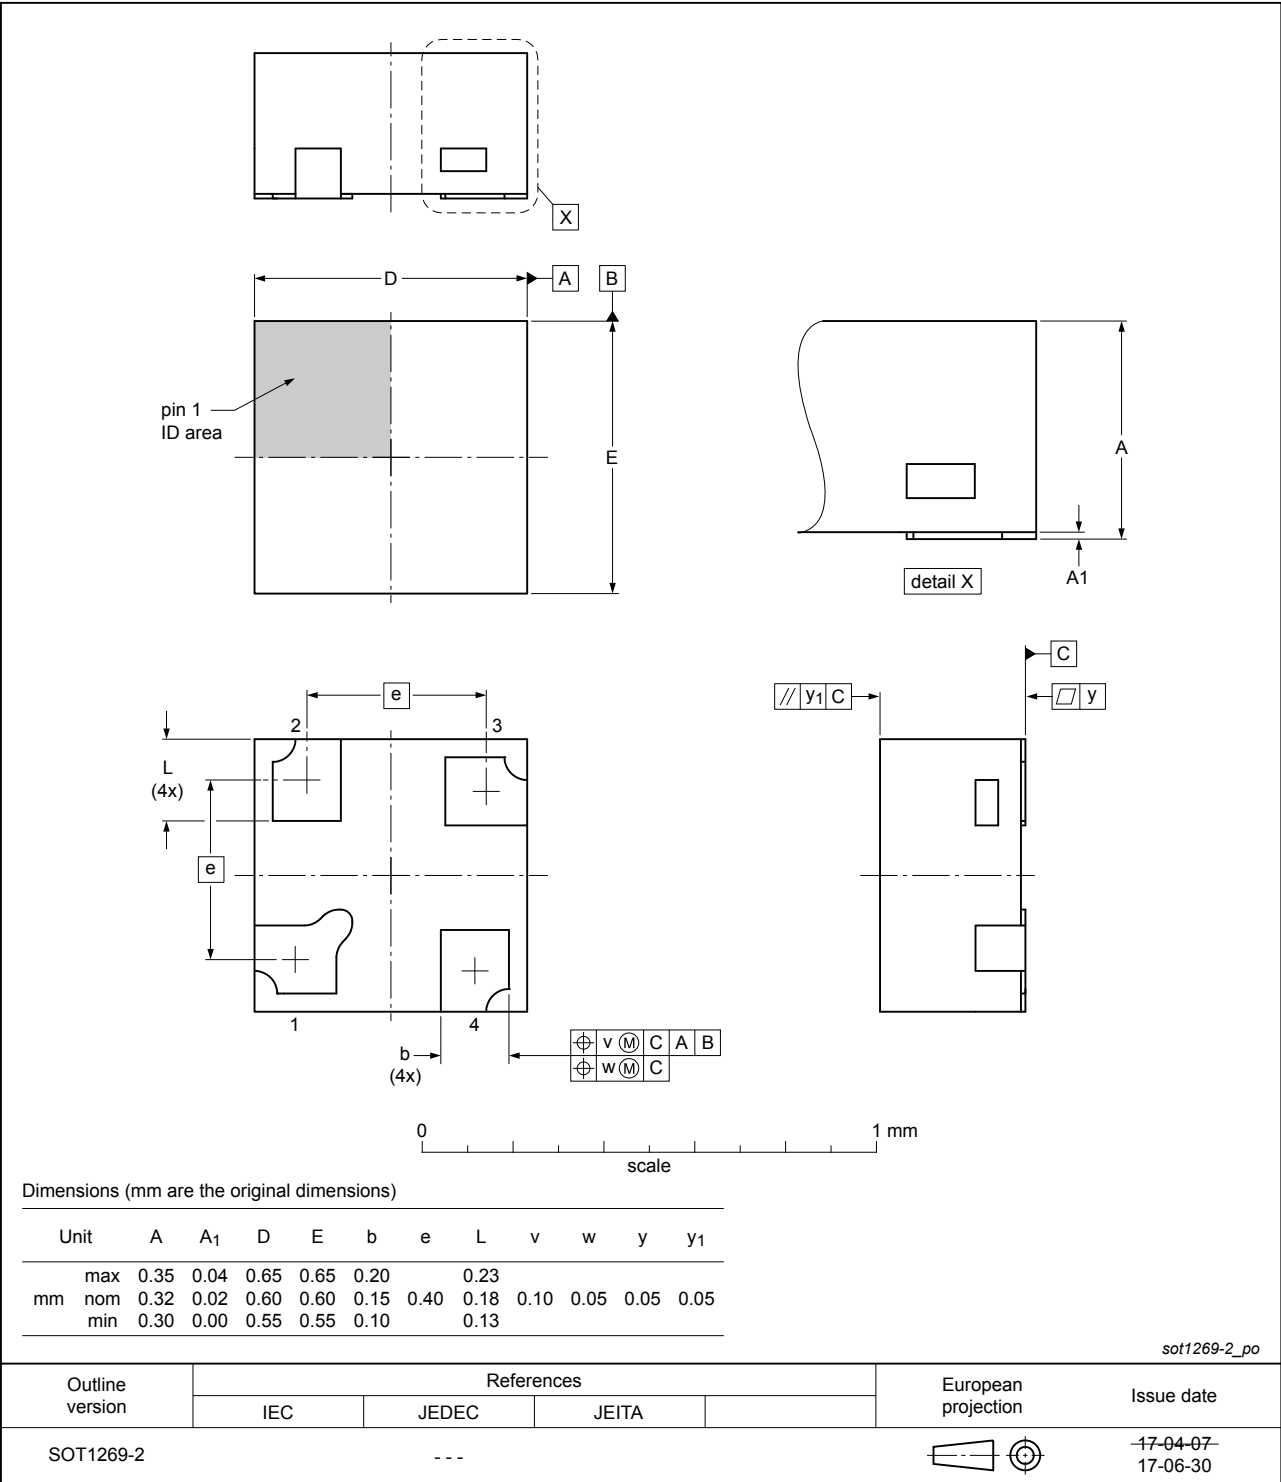 X
D
A
B
pin 1
ID area
E
A
detail X
A1
C
e
// y1 C
y
2
3
L
(4x)
e
1
4
b
(4x)
v M C A B
w M C
0
1 mm
scale
Dimensions (mm are the original dimensions)
Unit A A1 D E b e L v w y y1
max 0.35 0.04 0.65 0.65 0.20 0.23
mm nom 0.32 0.02 0.60 0.60 0.15 0.40 0.18 0.10 0.05 0.05 0.05
min 0.30 0.00 0.55 0.55 0.10 0.13
sot1269-2_po
Outline
version
References
IEC JEDEC JEITA
European
projection
Issue date
SOT1269-2
- - -
17-04-07
17-06-30